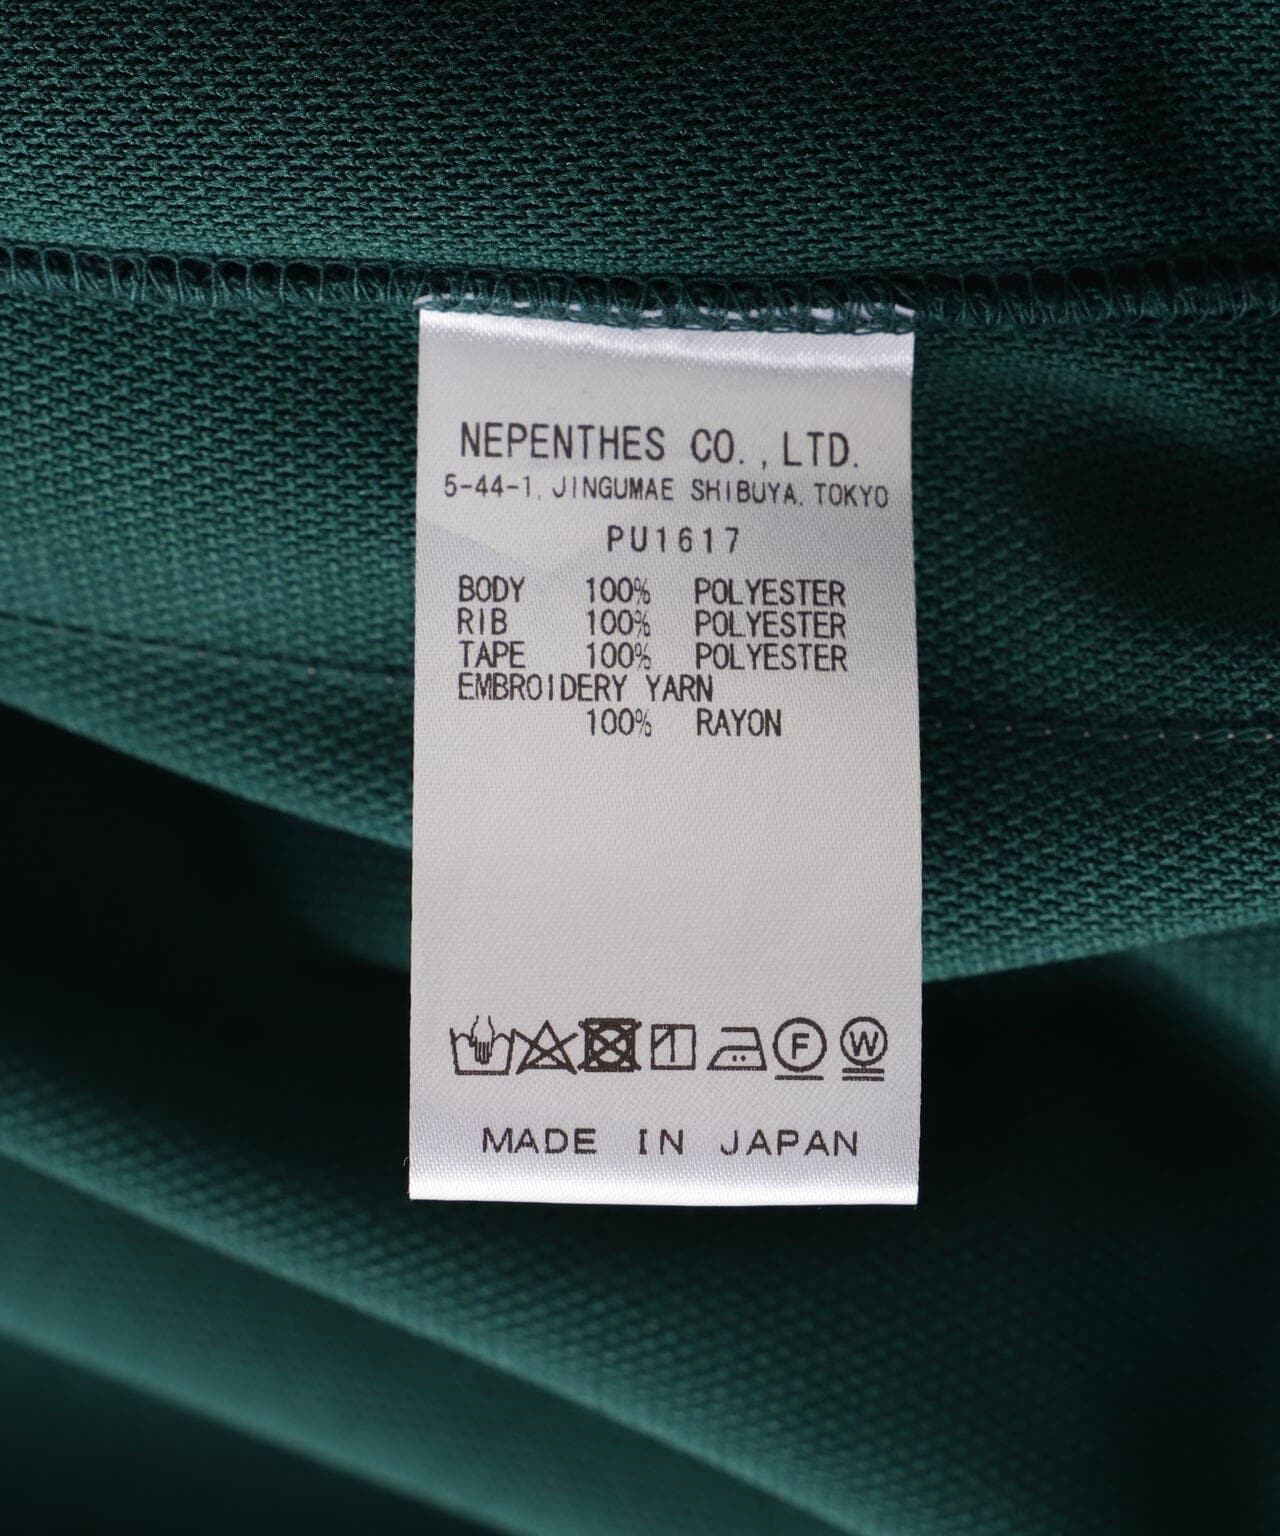 NEPENTHES CO.,LTD.
5-44-1, JINGUMAE SHIBUYA, TOKYO
PU1617
BODY 100% POLYESTER
RIB 100% POLYESTER
TAPE 100% POLYESTER
EMBROIDERY YARN
100% RAYON
F W
MADE IN JAPAN